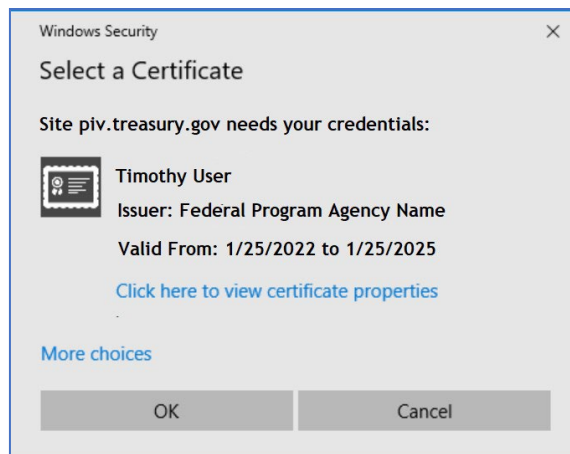 Windows Security
Select a Certificate
Site piv.treasury.gov needs your credentials:
Timothy User
Issuer: Federal Program Agency Name
Valid From: 1/25/2022 to 1/25/2025
Click here to view certificate properties
More choices
OK
Cancel